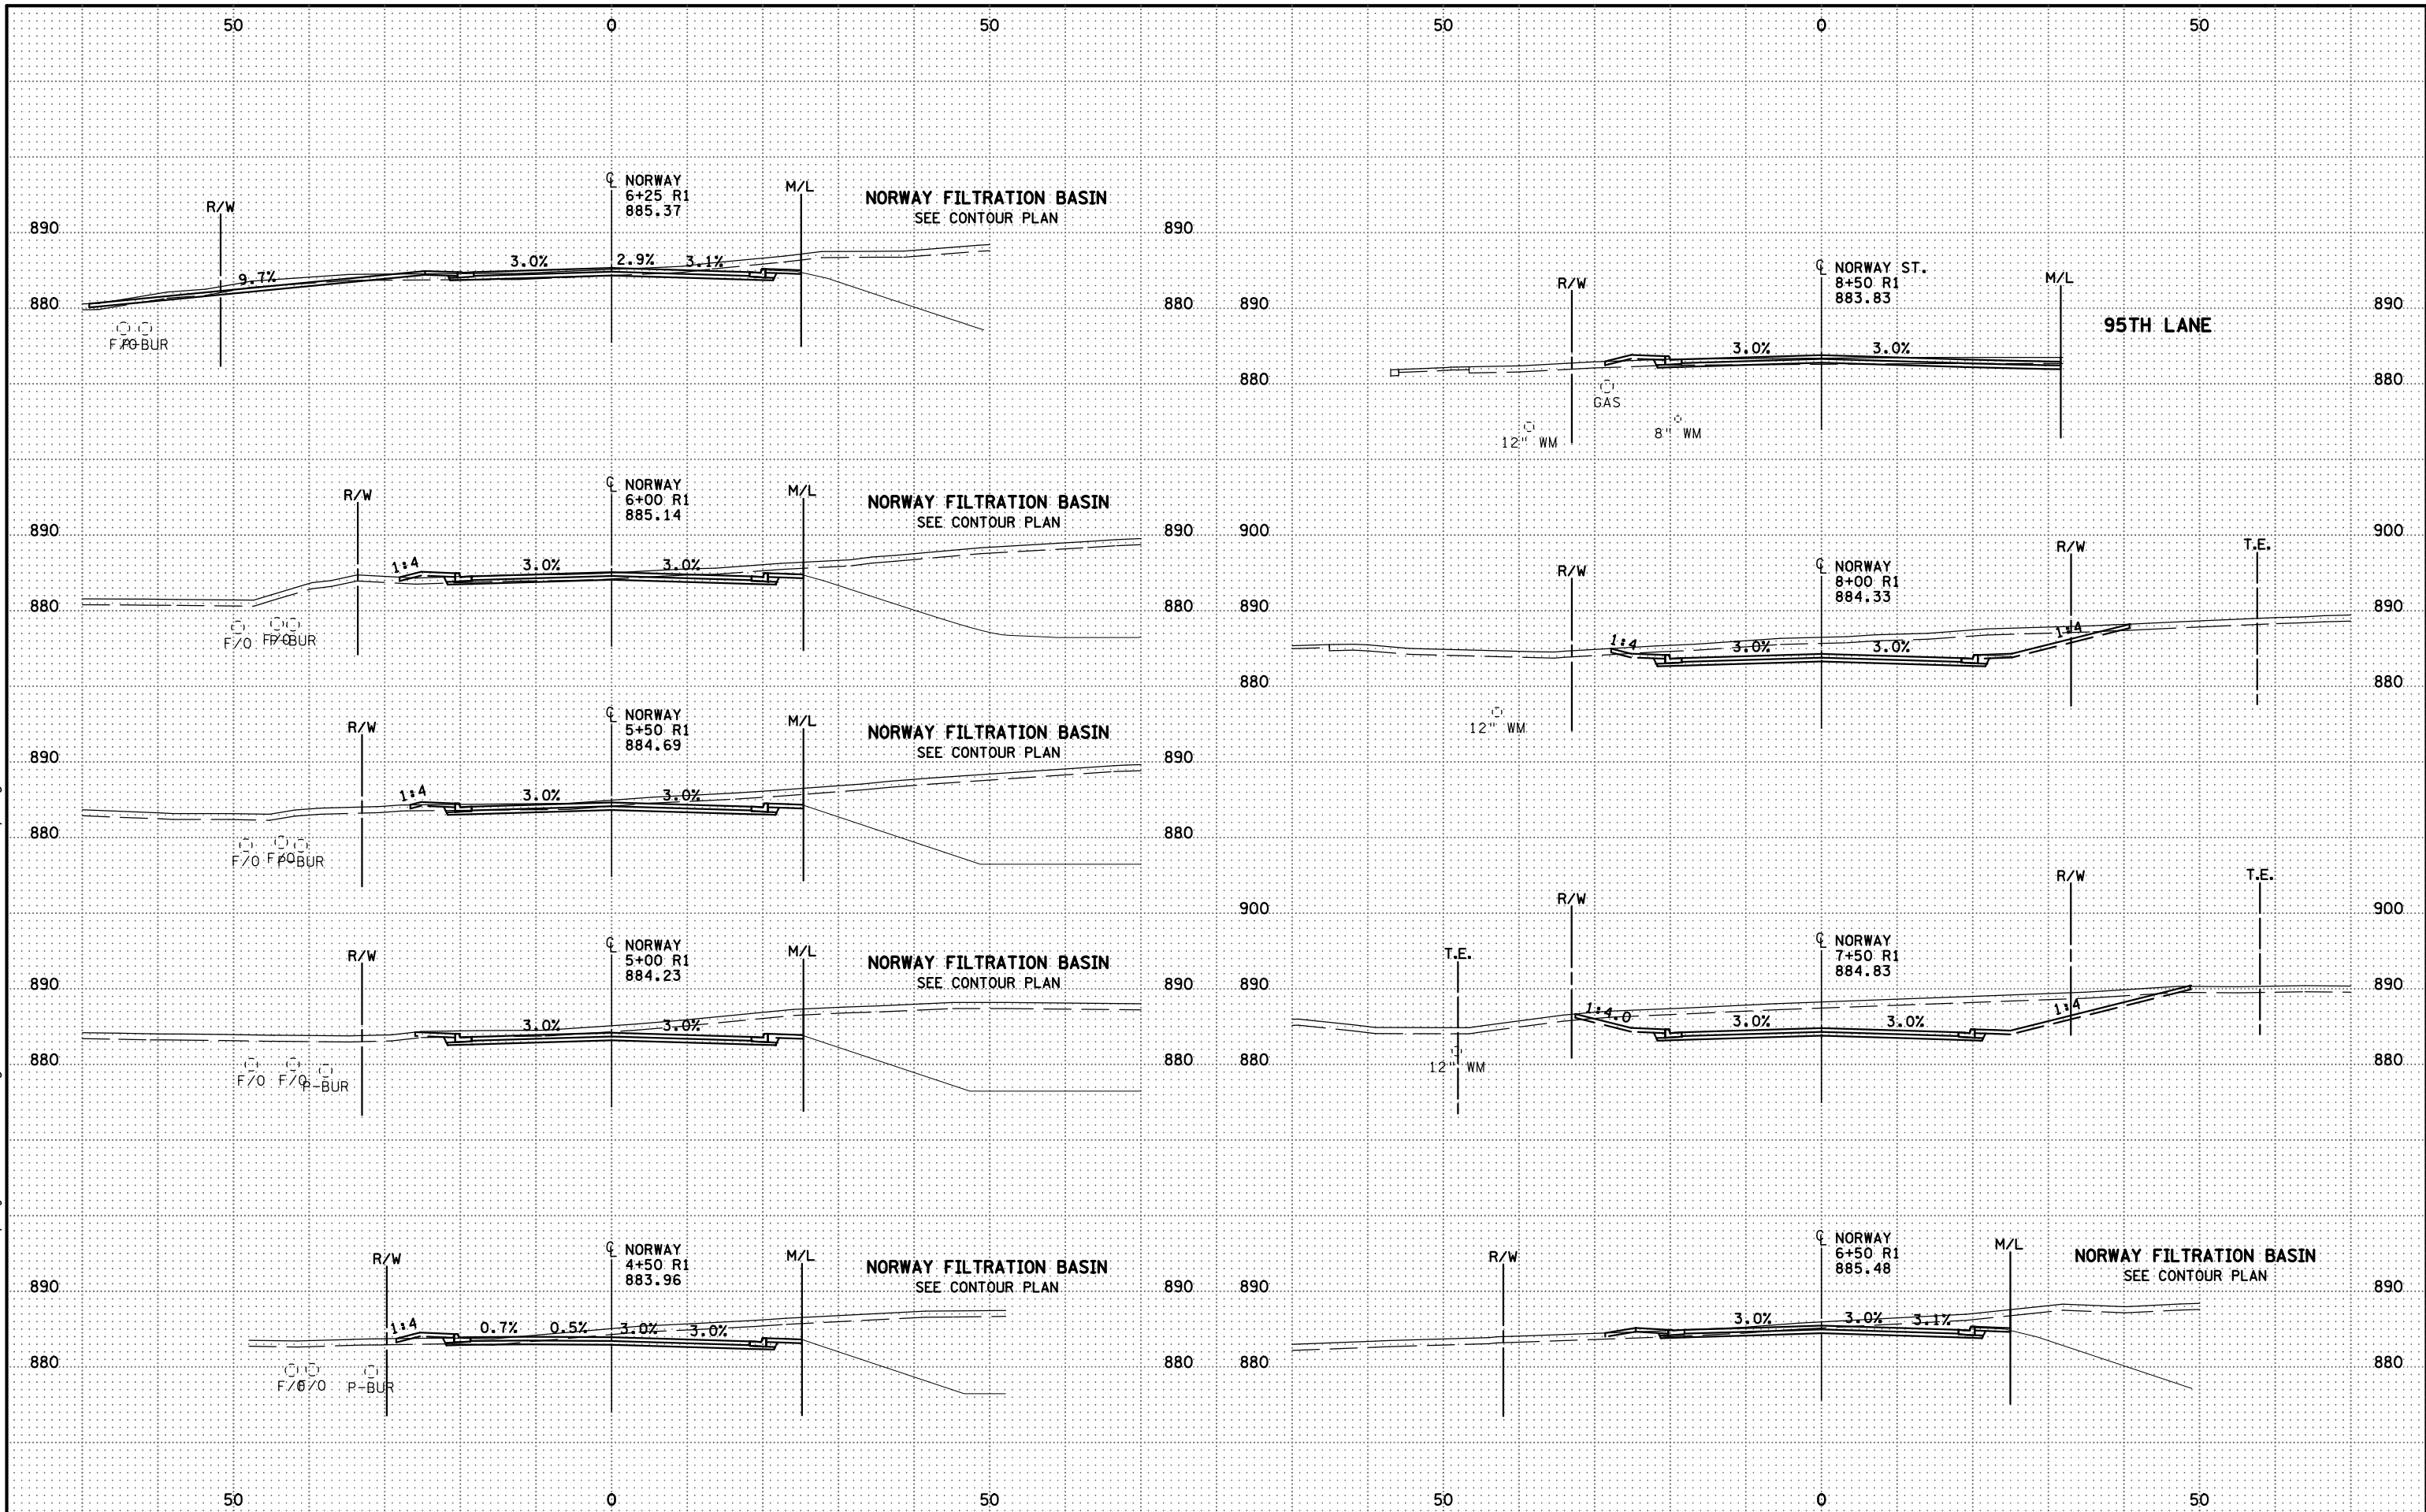 50 0 50 50 0 50
R/W
℄ NORWAY
6+25 R1
885.37
M/L
NORWAY FILTRATION BASIN
SEE CONTOUR PLAN
890 890
9.7% 3.0% 2.9% 3.1%
880 880
F/O P-BUR
R/W
℄ NORWAY
6+00 R1
885.14
M/L
NORWAY FILTRATION BASIN
SEE CONTOUR PLAN
890 890
1:4 3.0% 3.0%
880 880
F/O F/O P-BUR
R/W
℄ NORWAY
5+50 R1
884.69
M/L
NORWAY FILTRATION BASIN
SEE CONTOUR PLAN
890 890
1:4 3.0% 3.0%
880 880
F/O F/O P-BUR
R/W
℄ NORWAY
5+00 R1
884.23
M/L
NORWAY FILTRATION BASIN
SEE CONTOUR PLAN
890 890
3.0% 3.0%
880 880
F/O F/O P-BUR
R/W
℄ NORWAY
4+50 R1
883.96
M/L
NORWAY FILTRATION BASIN
SEE CONTOUR PLAN
890 890
1:4 0.7% 0.5% 3.0% 3.0%
880 880
F/O F/O P-BUR
R/W
℄ NORWAY ST.
8+50 R1
883.83
M/L
890 890
95TH LANE
3.0% 3.0%
880 880
GAS
12" WM 8" WM
900 900
R/W
℄ NORWAY
8+00 R1
884.33
R/W
T.E.
890 890
1:4 3.0% 3.0% 1:4
880 880
12" WM
900 900
T.E.
R/W
℄ NORWAY
7+50 R1
884.83
R/W
T.E.
890 890
1:4.0 3.0% 3.0% 1:4
880 880
12" WM
R/W
℄ NORWAY
6+50 R1
885.48
M/L
NORWAY FILTRATION BASIN
SEE CONTOUR PLAN
890 890
3.0% 3.0% 3.1%
880 880
50 0 50 50 0 50